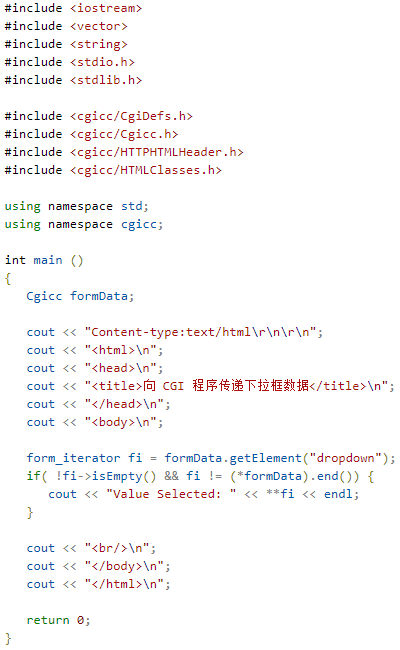 #include <iostream>
#include <vector>
#include <string>
#include <stdio.h>
#include <stdlib.h>

#include <cgicc/CgiDefs.h>
#include <cgicc/Cgicc.h>
#include <cgicc/HTTPHTMLHeader.h>
#include <cgicc/HTMLClasses.h>

using namespace std;
using namespace cgicc;

int main ()
{
   Cgicc formData;

   cout << "Content-type:text/html\r\n\r\n";
   cout << "<html>\n";
   cout << "<head>\n";
   cout << "<title>向 CGI 程序传递下拉框数据</title>\n";
   cout << "</head>\n";
   cout << "<body>\n";

   form_iterator fi = formData.getElement("dropdown");
   if( !fi->isEmpty() && fi != (*formData).end()) {
      cout << "Value Selected: " << **fi << endl;
   }

   cout << "<br/>\n";
   cout << "</body>\n";
   cout << "</html>\n";

   return 0;
}